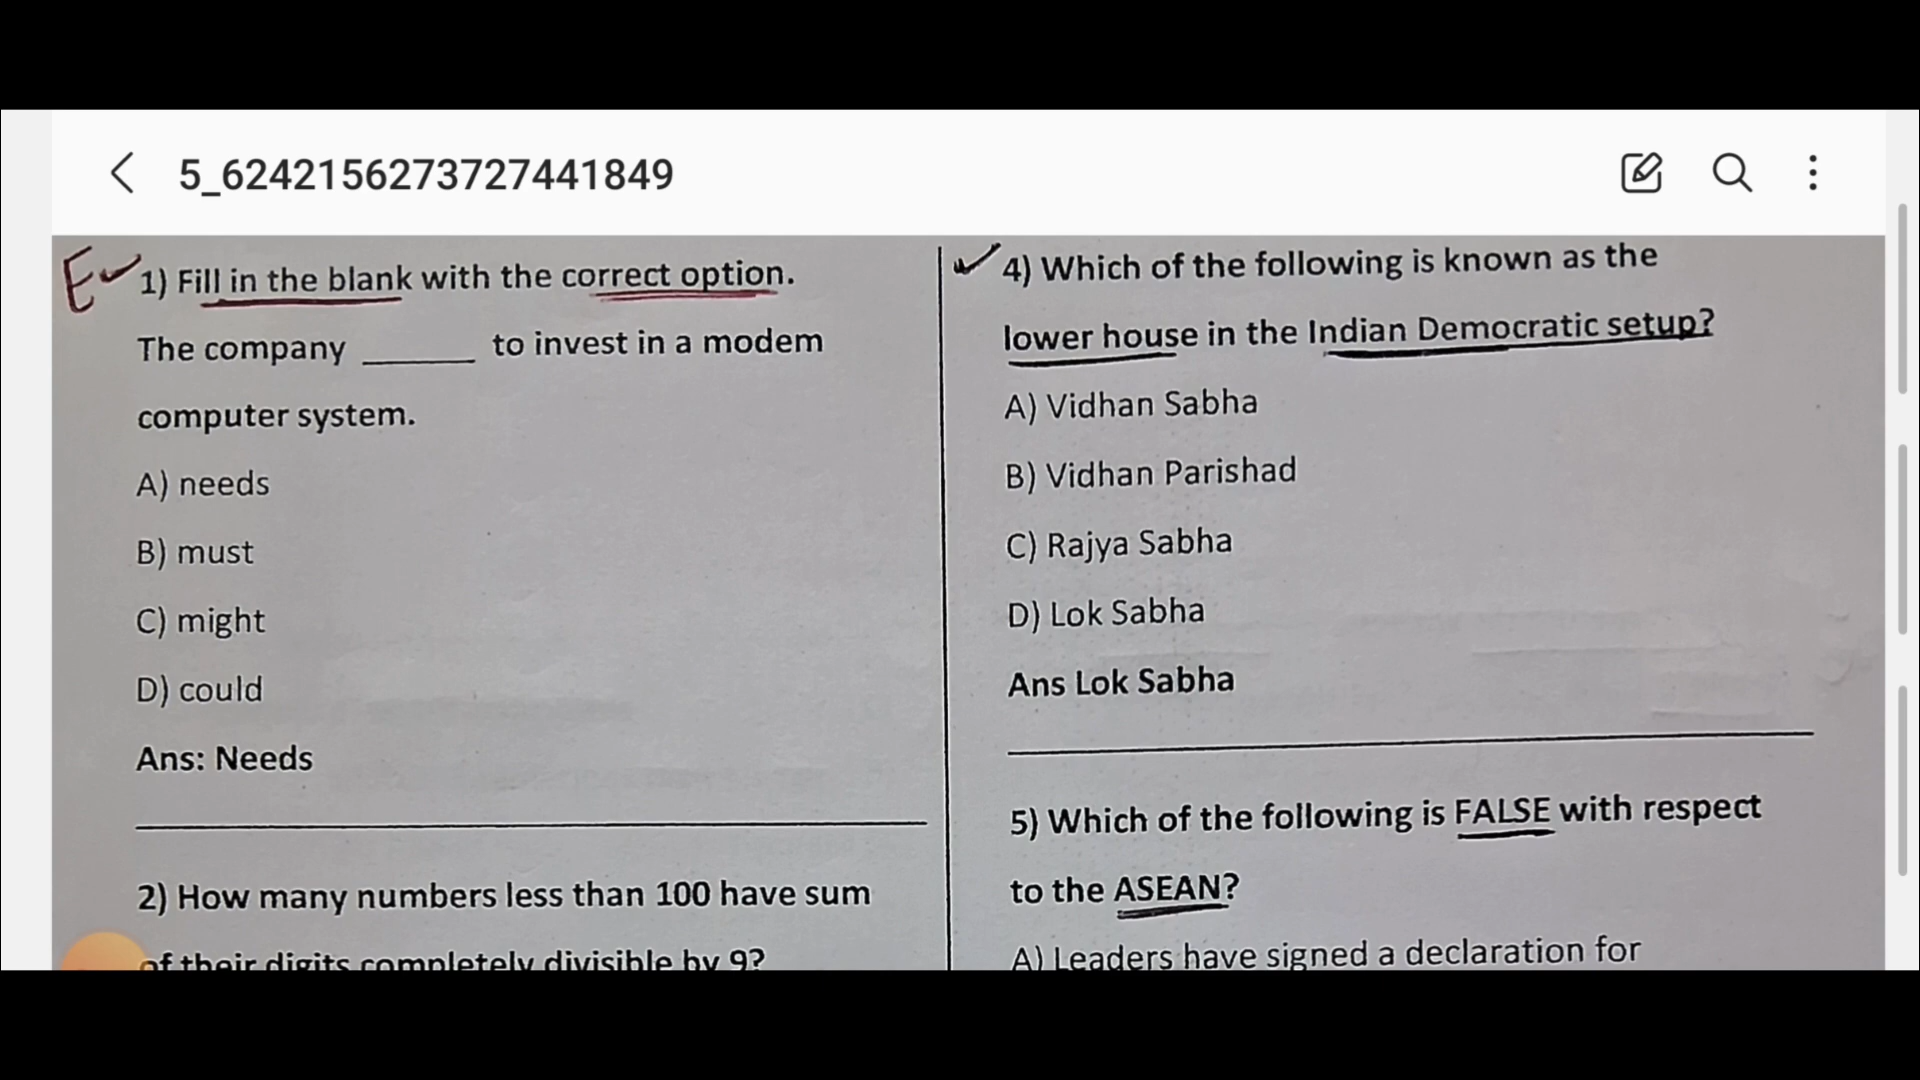 5_6242156273727441849
E
1) Fill in the blank with the correct option.
The company ______ to invest in a modem
computer system.
A) needs
B) must
C) might
D) could
Ans: Needs
2) How many numbers less than 100 have sum
of their digits completely divisible by 9?
4) Which of the following is known as the
lower house in the Indian Democratic setup?
A) Vidhan Sabha
B) Vidhan Parishad
C) Rajya Sabha
D) Lok Sabha
Ans Lok Sabha
5) Which of the following is FALSE with respect
to the ASEAN?
A) Leaders have signed a declaration for